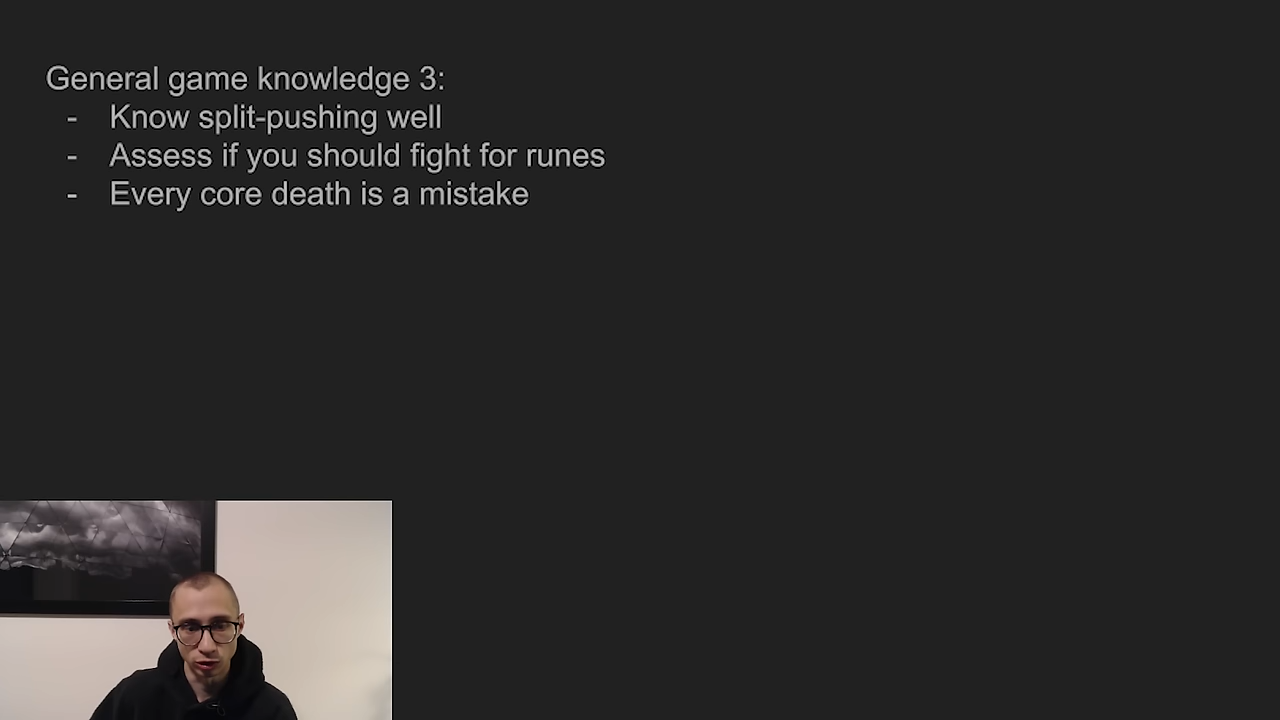 General game knowledge 3:
- Know split-pushing well
- Assess if you should fight for runes
- Every core death is a mistake